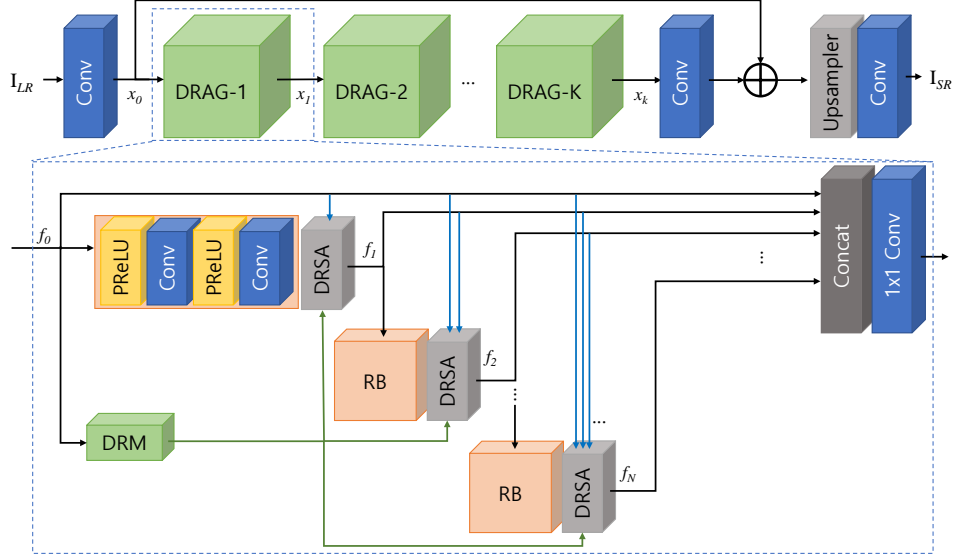 I_LR
Conv
x_0
DRAG-1
x_1
DRAG-2
...
DRAG-K
x_k
Conv
Upsampler
Conv
I_SR
f_0
PReLU
Conv
PReLU
Conv
DRSA
f_1
RB
DRSA
f_2
...
RB
DRSA
...
f_N
DRM
...
Concat
1x1 Conv